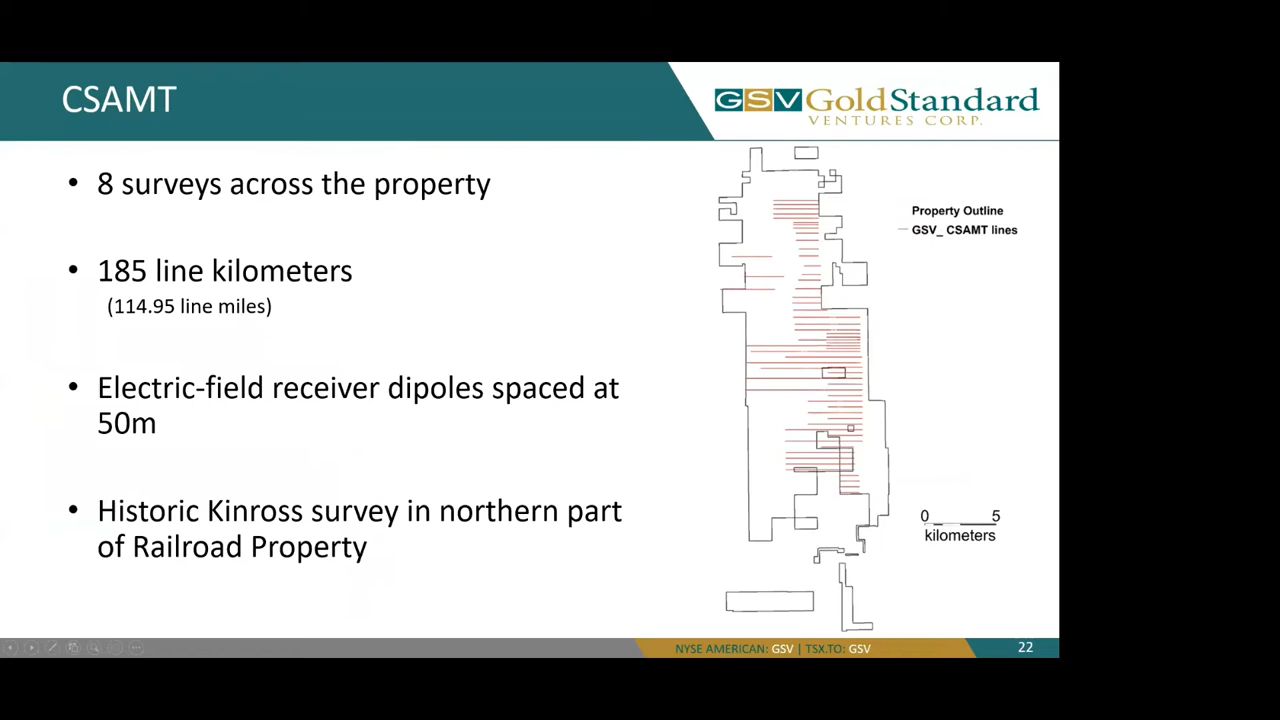 CSAMT
GSV GoldStandard
VENTURES CORP.
• 8 surveys across the property
• 185 line kilometers
(114.95 line miles)
• Electric-field receiver dipoles spaced at
50m
• Historic Kinross survey in northern part
of Railroad Property
Property Outline
GSV_ CSAMT lines
0 5
kilometers
NYSE AMERICAN: GSV | TSX.TO: GSV
22